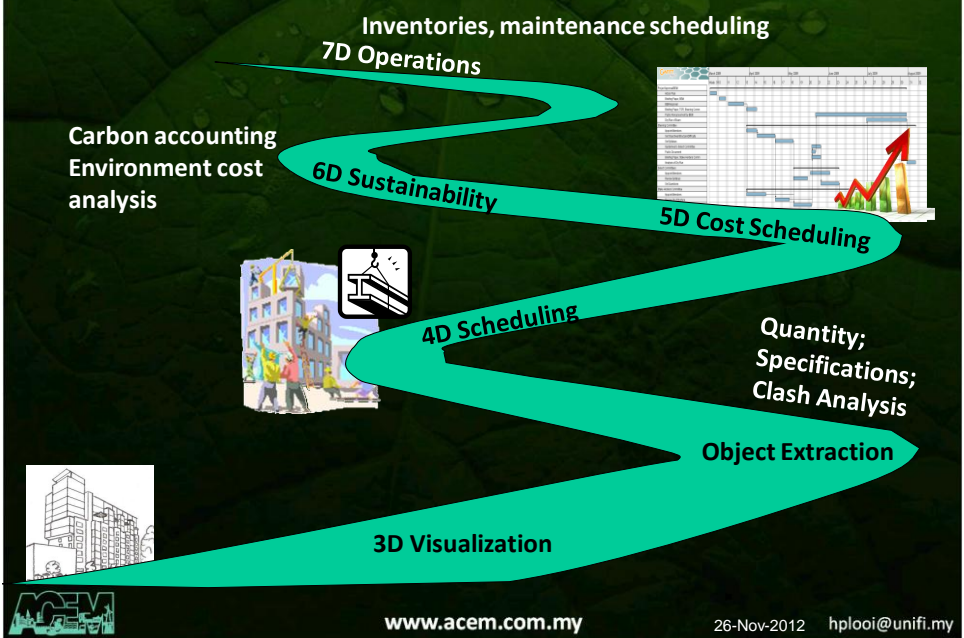 Inventories, maintenance scheduling
7D Operations
Carbon accounting
Environment cost
analysis
6D Sustainability
5D Cost Scheduling
4D Scheduling
Quantity;
Specifications;
Clash Analysis
Object Extraction
3D Visualization
ACEM
www.acem.com.my
26-Nov-2012
hplooi@unifi.my